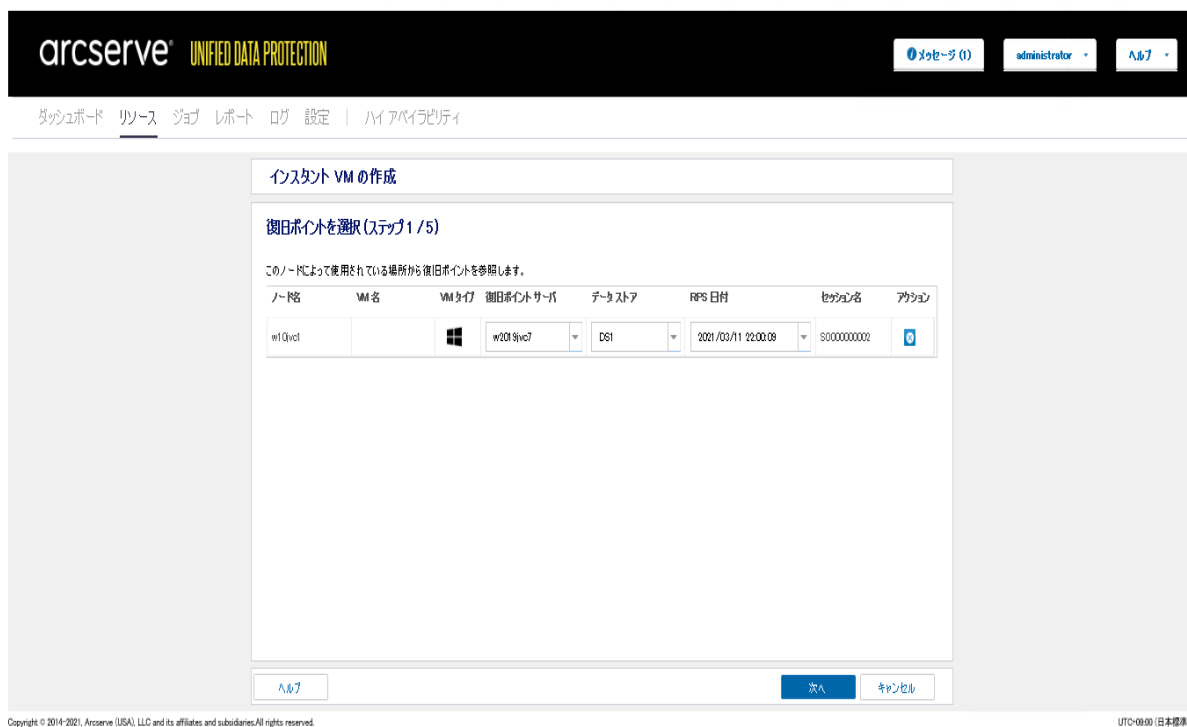 arcserve® UNIFIED DATA PROTECTION
メッセージ (1) administrator ヘルプ
ダッシュボード リソース ジョブ レポート ログ 設定 | ハイ アベイラビリティ
インスタント VM の作成
復旧ポイントを選択 (ステップ 1 / 5)
このノードによって使用されている場所から復旧ポイントを参照します。
ノード名 VM 名 VM タイプ 復旧ポイント サーバ データ ストア RPS 日付 セッション名 アクション
w10jvc1 w2019jvc7 DS1 2021/03/11 22:00:09 S0000000002
ヘルプ 次へ キャンセル
Copyright © 2014-2021, Arcserve (USA), LLC and its affiliates and subsidiaries.All rights reserved. UTC+09:00 (日本標準